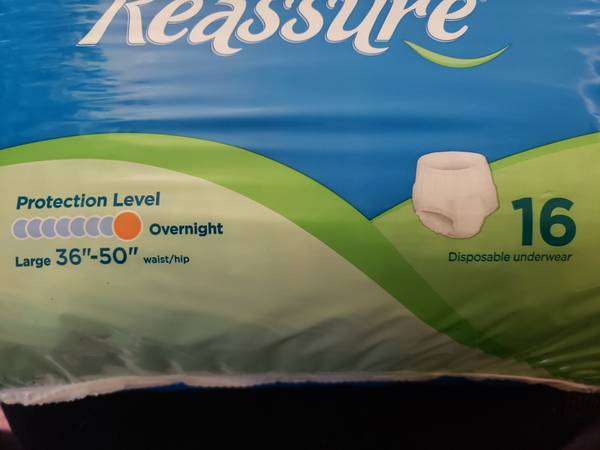 Reassure
Protection Level
Overnight
Large 36"-50" waist/hip
16
Disposable underwear